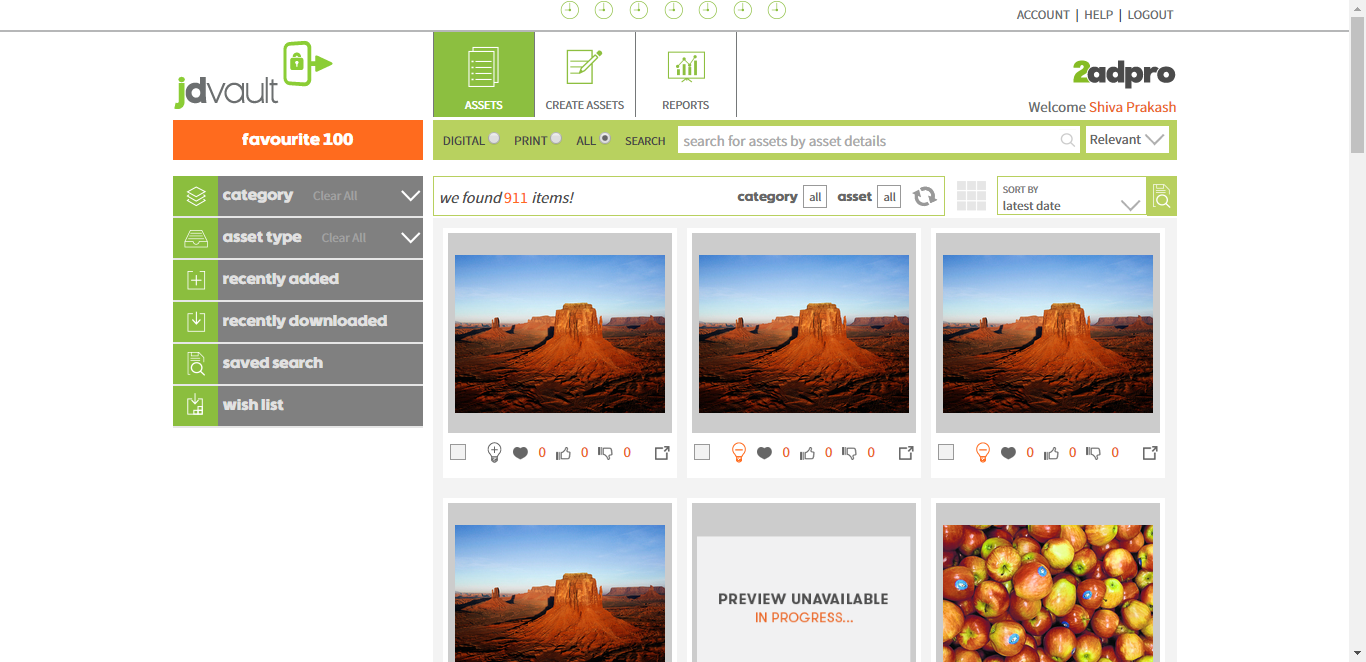 ACCOUNT | HELP | LOGOUT
jdvault
ASSETS
CREATE ASSETS
REPORTS
2adpro
Welcome Shiva Prakash
favourite 100
DIGITAL PRINT ALL SEARCH search for assets by asset details Relevant
category Clear All
asset type Clear All
recently added
recently downloaded
saved search
wish list
we found 911 items! category all asset all
SORT BY
latest date
0 0 0
0 0 0
0 0 0
PREVIEW UNAVAILABLE
IN PROGRESS...